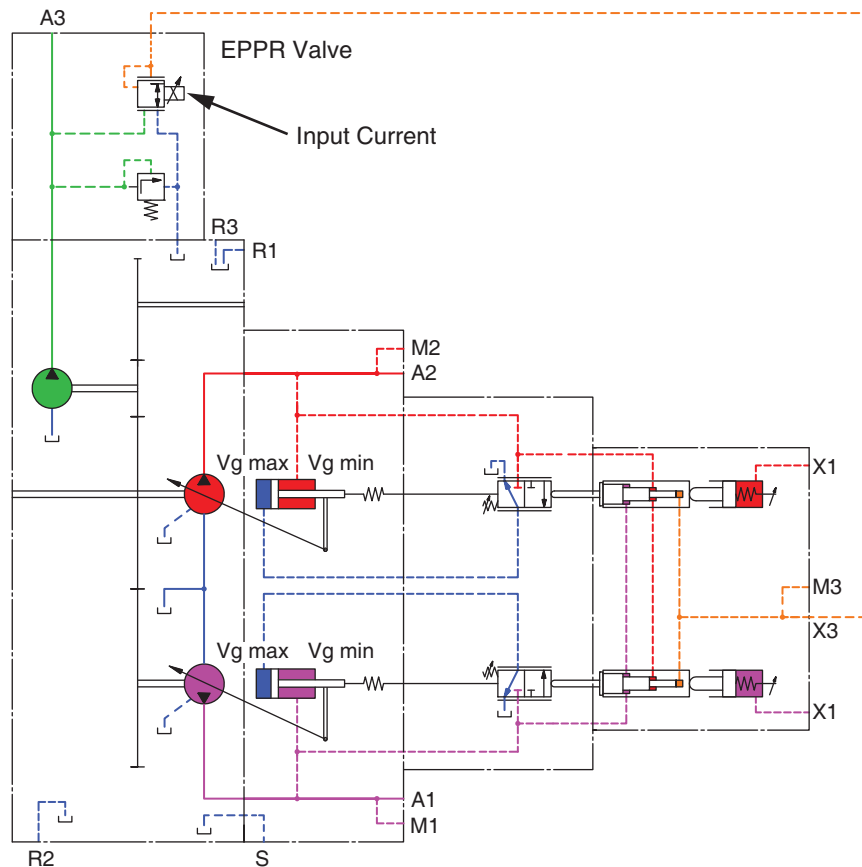 A3
EPPR Valve
Input Current
R3
R1
M2
A2
Vg max
Vg min
X1
M3
X3
Vg max
Vg min
X1
A1
M1
R2
S